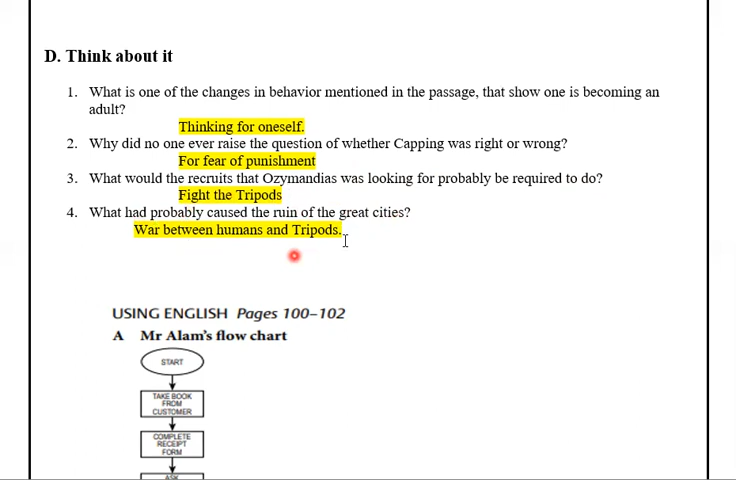 D. Think about it
1. What is one of the changes in behavior mentioned in the passage, that show one is becoming an
adult?
Thinking for oneself.
2. Why did no one ever raise the question of whether Capping was right or wrong?
For fear of punishment
3. What would the recruits that Ozymandias was looking for probably be required to do?
Fight the Tripods
4. What had probably caused the ruin of the great cities?
War between humans and Tripods.
USING ENGLISH Pages 100–102
A Mr Alam's flow chart
START
TAKE BOOK
FROM
CUSTOMER
COMPLETE
RECEIPT
FORM
ASK